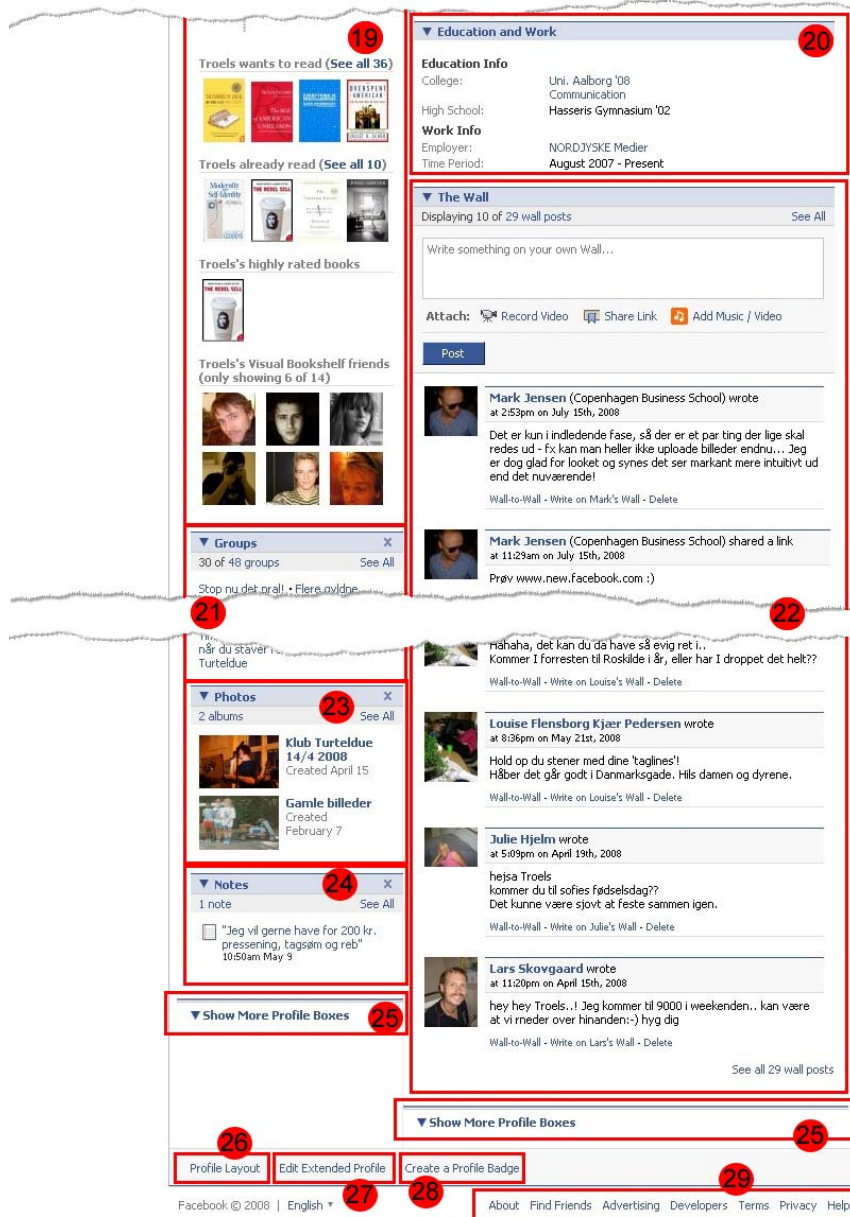 19
Troels wants to read (See all 36)
OVERSPENT
AMERICAN
THE AGE
OF AMERICAN
UNREASON
Troels already read (See all 10)
Modernity
and
Self-Identity
THE REBEL SELL
GIDDENS
Troels's highly rated books
THE REBEL SELL
Troels's Visual Bookshelf friends
(only showing 6 of 14)
▼ Groups x
30 of 48 groups See All
Stop nu det pral! • Flere gyldne
21
når du staver
Turteldue
▼ Photos 23 x
2 albums See All
Klub Turteldue
14/4 2008
Created April 15
Gamle billeder
Created
February 7
▼ Notes 24 x
1 note See All
"Jeg vil gerne have for 200 kr.
pressening, tagsøm og reb"
10:50am May 9
▼ Show More Profile Boxes 25
▼ Education and Work 20
Education Info
College: Uni. Aalborg '08
Communication
High School: Hasseris Gymnasium '02
Work Info
Employer: NORDJYSKE Medier
Time Period: August 2007 - Present
▼ The Wall
Displaying 10 of 29 wall posts See All
Write something on your own Wall...
Attach: Record Video Share Link Add Music / Video
Post
Mark Jensen (Copenhagen Business School) wrote
at 2:53pm on July 15th, 2008
Det er kun i indledende fase, så der er et par ting der lige skal
redes ud - fx kan man heller ikke uploade billeder endnu... Jeg
er dog glad for looket og synes det ser markant mere intuitivt ud
end det nuværende!
Wall-to-Wall - Write on Mark's Wall - Delete
Mark Jensen (Copenhagen Business School) shared a link
at 11:29am on July 15th, 2008
Prøv www.new.facebook.com :)
22
Hahaha, det kan du da have så evig ret i..
Kommer I forresten til Roskilde i år, eller har I droppet det helt??
Wall-to-Wall - Write on Louise's Wall - Delete
Louise Flensborg Kjær Pedersen wrote
at 8:36pm on May 21st, 2008
Hold op du stener med dine 'taglines'!
Håber det går godt i Danmarksgade. Hils damen og dyrene.
Wall-to-Wall - Write on Louise's Wall - Delete
Julie Hjelm wrote
at 5:09pm on April 19th, 2008
hejsa Troels
kommer du til sofies fødselsdag??
Det kunne være sjovt at feste sammen igen.
Wall-to-Wall - Write on Julie's Wall - Delete
Lars Skovgaard wrote
at 11:20pm on April 15th, 2008
hey hey Troels..! Jeg kommer til 9000 i weekenden.. kan være
at vi rneder over hinanden:-) hyg dig
Wall-to-Wall - Write on Lars's Wall - Delete
See all 29 wall posts
▼ Show More Profile Boxes 25
26
Profile Layout Edit Extended Profile Create a Profile Badge
27 28 29
Facebook © 2008 | English
About Find Friends Advertising Developers Terms Privacy Help